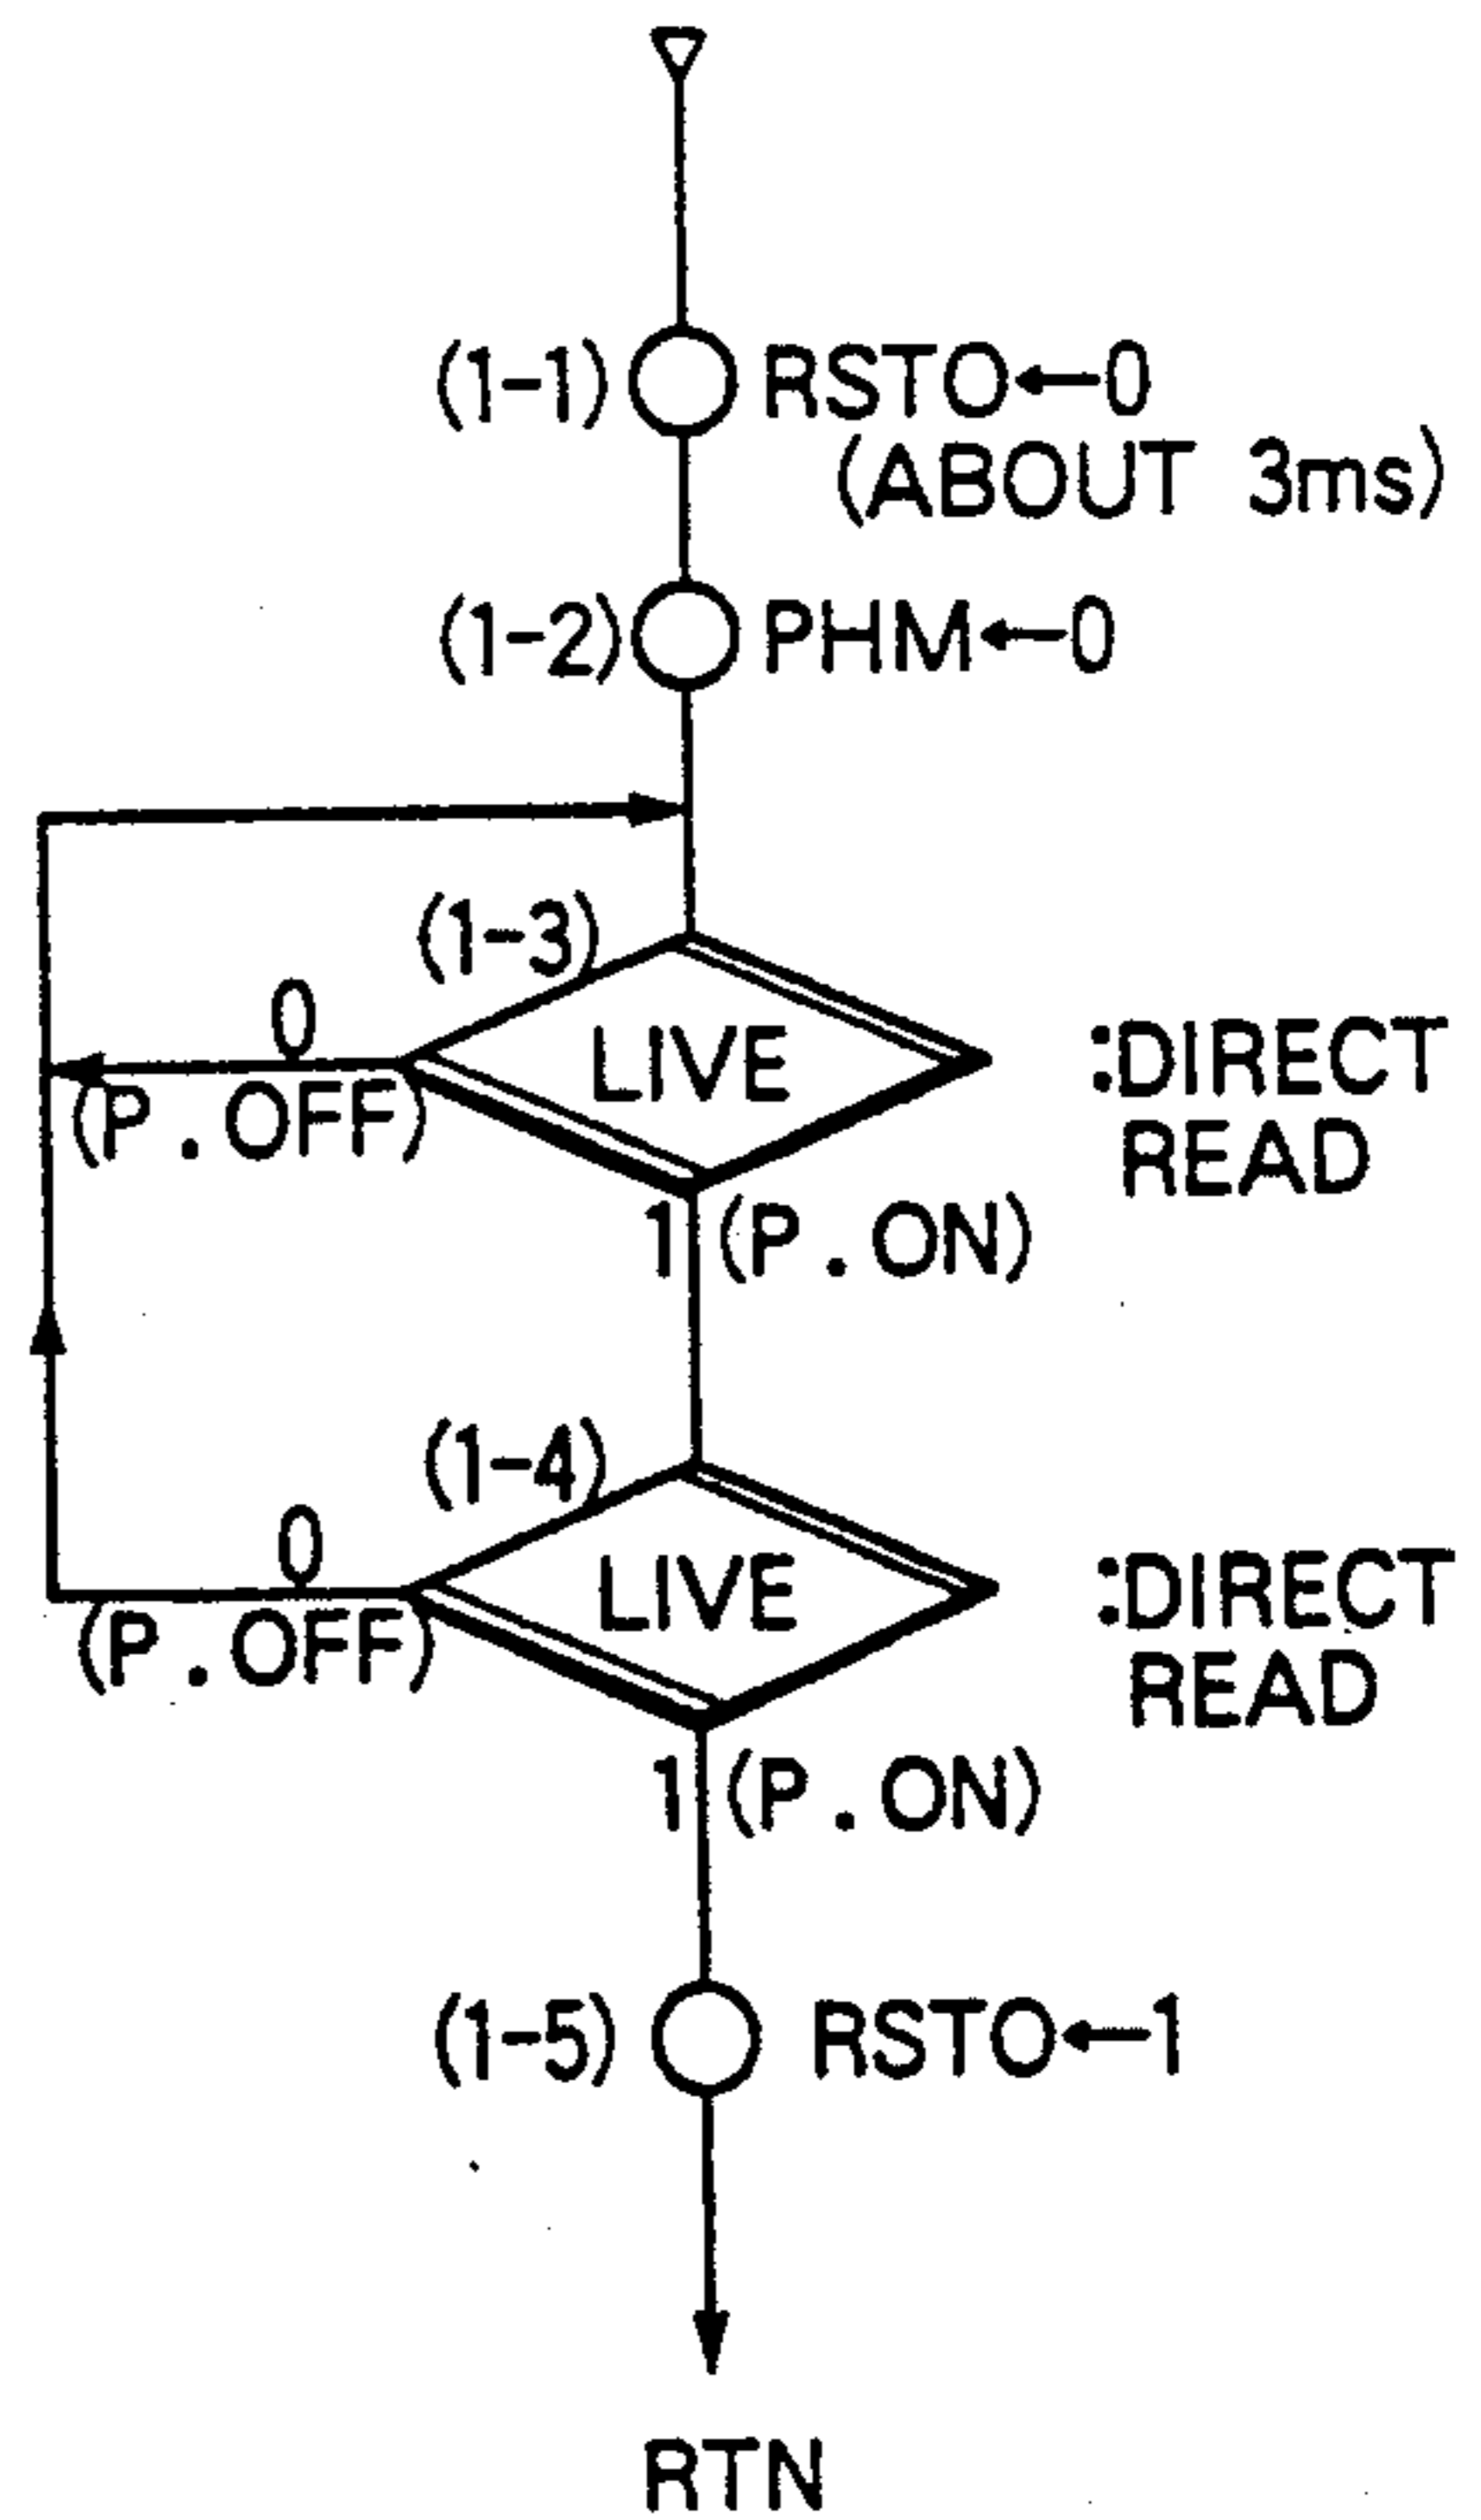 (1-1) RSTO←0
(ABOUT 3ms)
(1-2) PHM←0
(1-3)
0
LIVE :DIRECT
(P.OFF) READ
1 (P.ON)
(1-4)
0
LIVE :DIRECT
(P.OFF) READ
1 (P.ON)
(1-5) RSTO←1
RTN